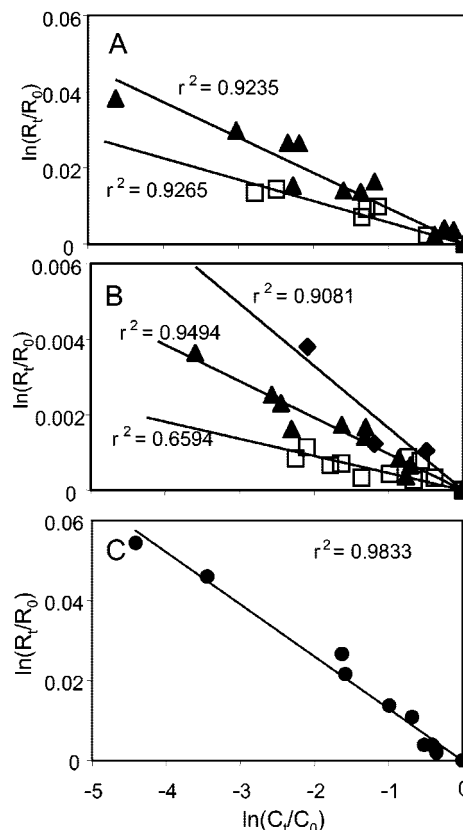 A
0.06
0.04
0.02
0
ln(Rt/R0)
r² = 0.9235
r² = 0.9265
B
0.006
0.004
0.002
0
ln(Rt/R0)
r² = 0.9081
r² = 0.9494
r² = 0.6594
C
0.06
0.04
0.02
0
ln(Rt/R0)
r² = 0.9833
-5 -4 -3 -2 -1 0
ln(Ct/C0)